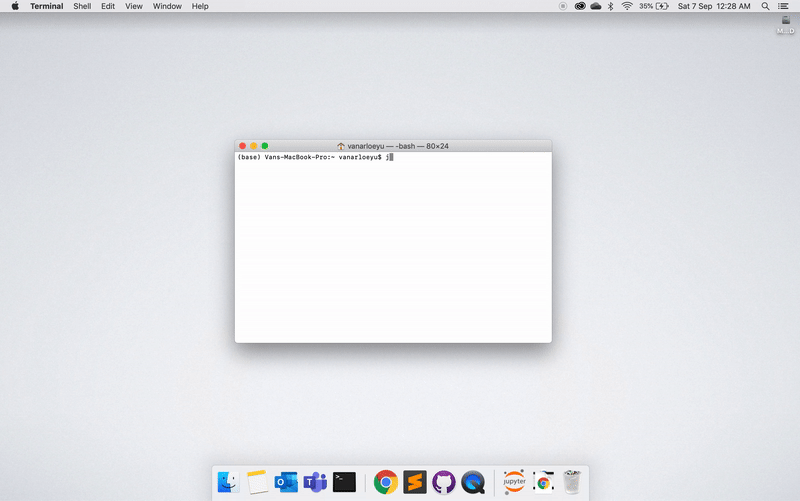 Terminal Shell Edit View Window Help 35% Sat 7 Sep 12:28 AM
M...D
vanarloeyu — -bash — 80×24
(base) Vans-MacBook-Pro:~ vanarloeyu$ j
>_
jupyter